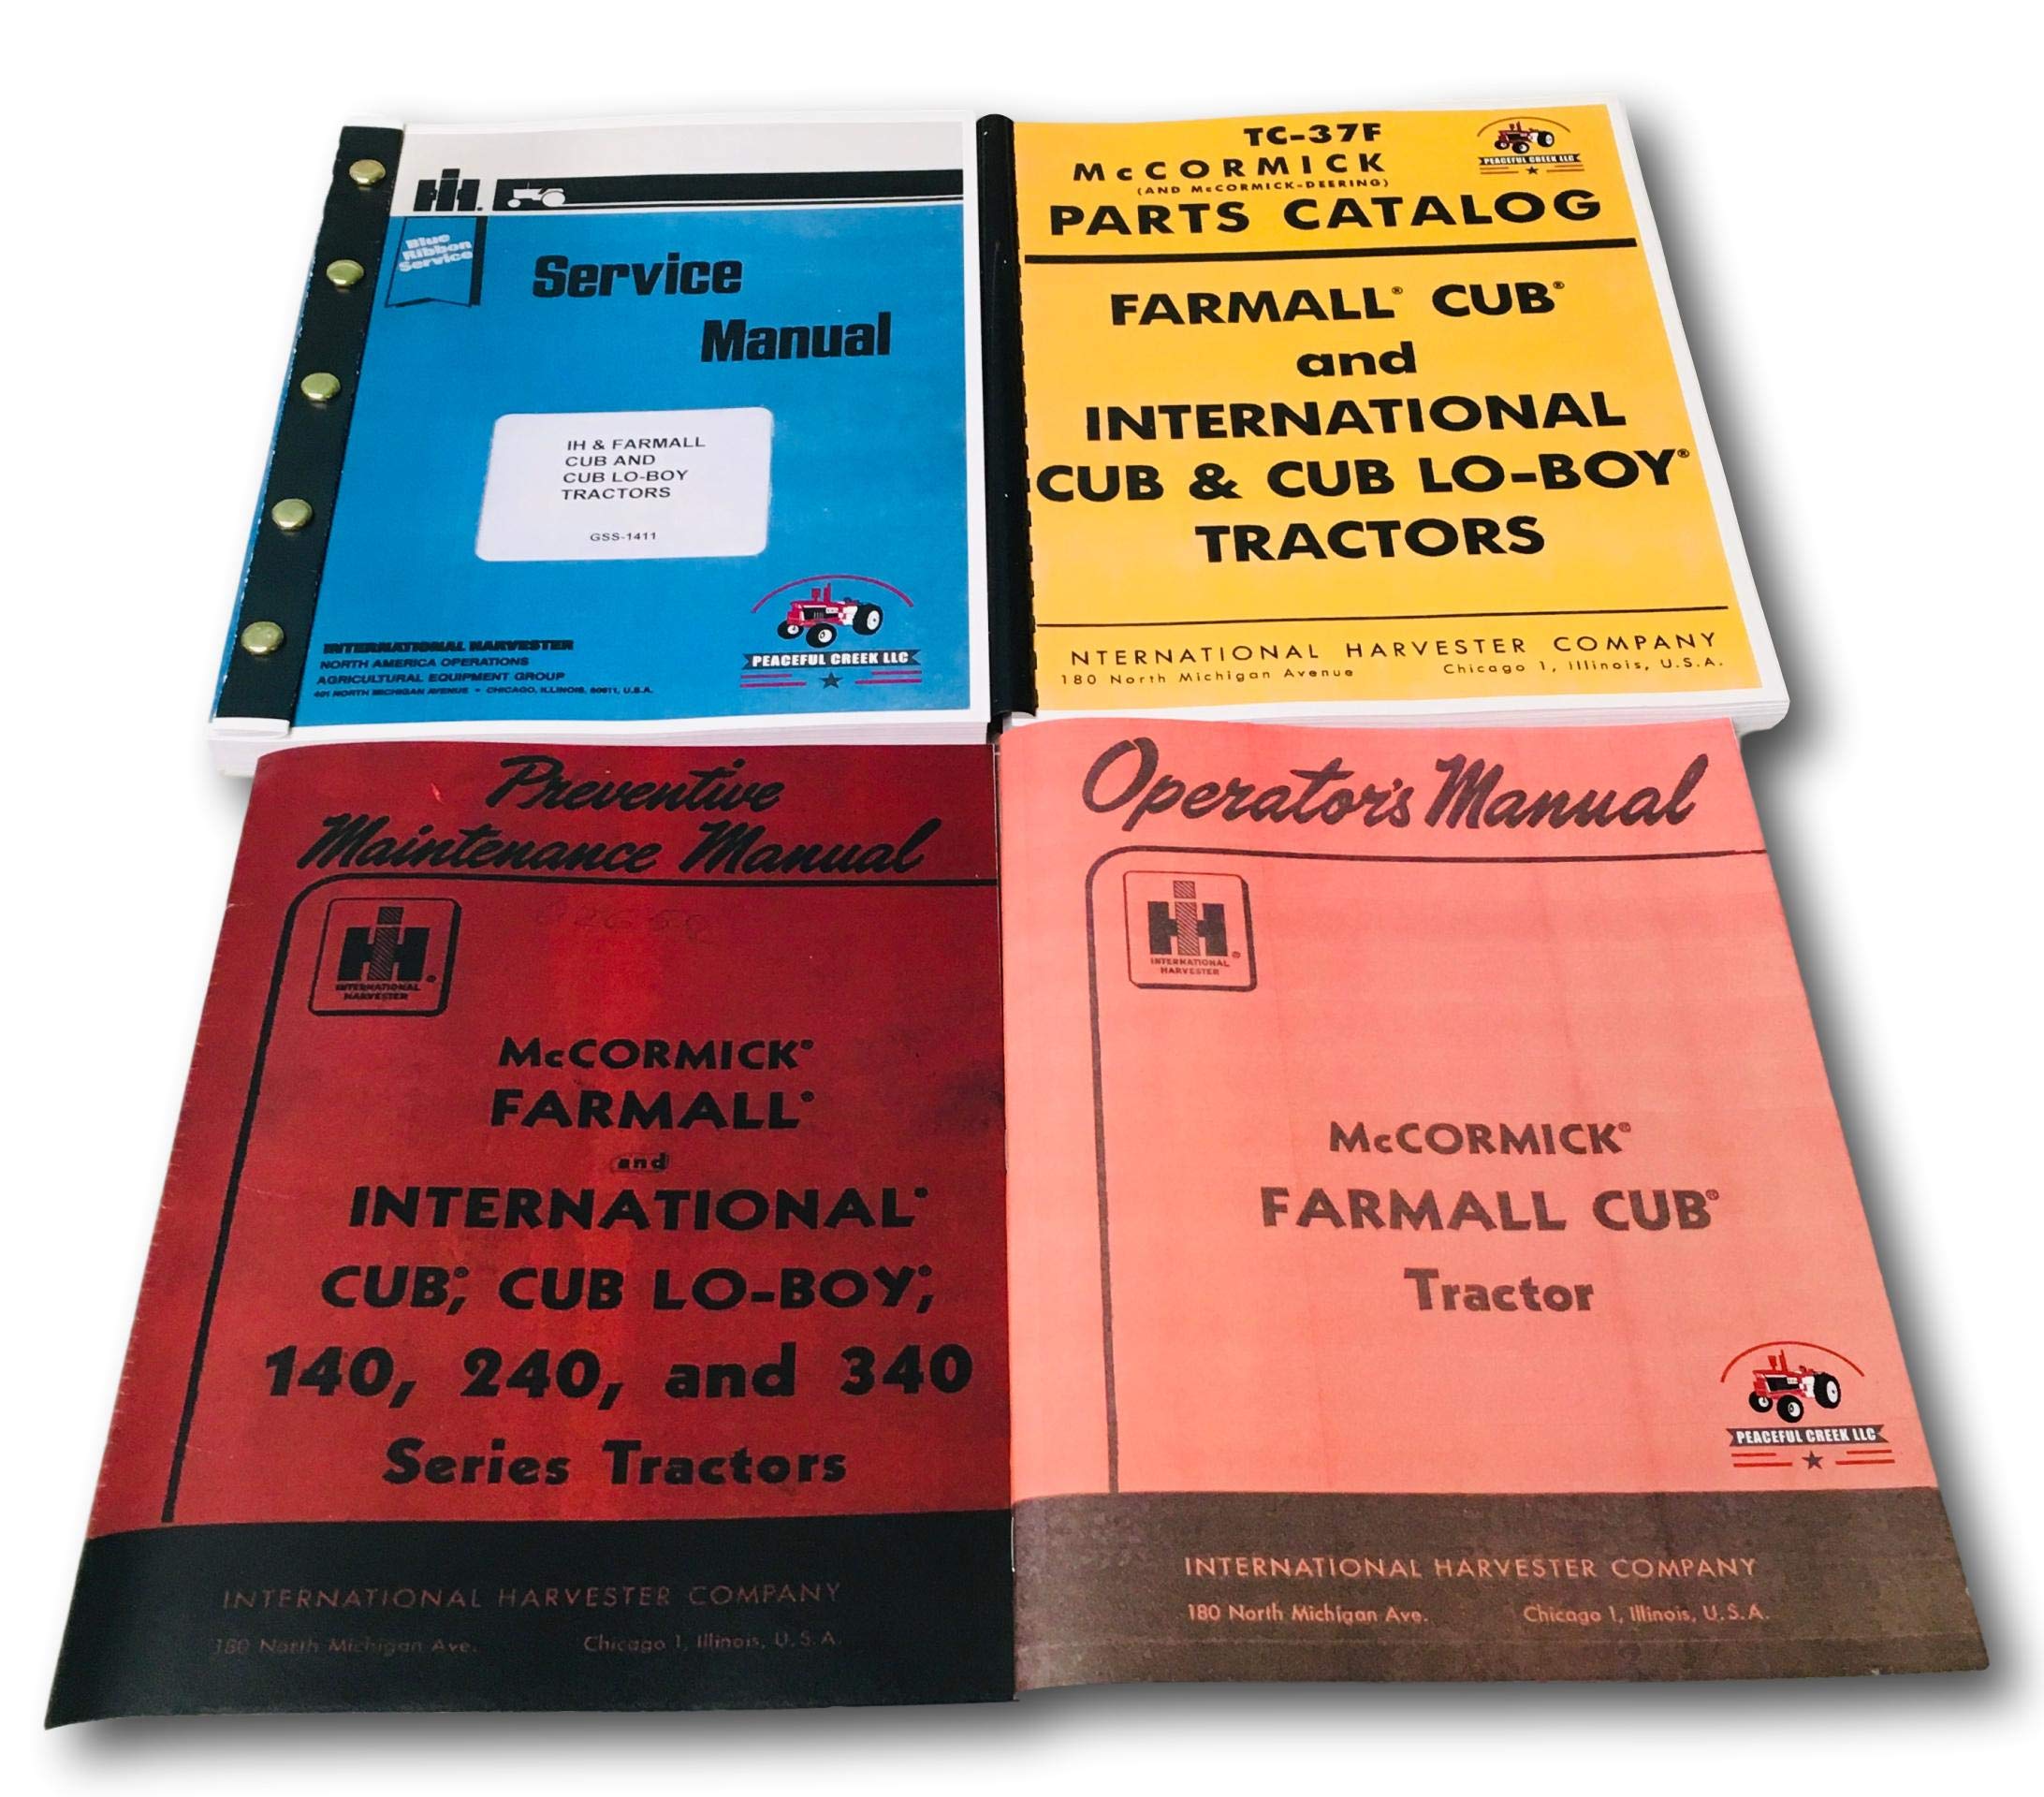 IH.
Blue
Ribbon
Service
Service
Manual
IH & FARMALL
CUB AND
CUB LO-BOY
TRACTORS
GSS-1411
INTERNATIONAL HARVESTER
NORTH AMERICA OPERATIONS
AGRICULTURAL EQUIPMENT GROUP
401 NORTH MICHIGAN AVENUE • CHICAGO, ILLINOIS, 60611, U.S.A.
PEACEFUL CREEK LLC
TC-37F
McCORMICK
(AND McCORMICK-DEERING)
PARTS CATALOG
PEACEFUL CREEK LLC
FARMALL® CUB®
and
INTERNATIONAL
CUB & CUB LO-BOY®
TRACTORS
NTERNATIONAL HARVESTER COMPANY
180 North Michigan Avenue Chicago 1, Illinois, U.S.A.
Preventive
Maintenance Manual
IH®
INTERNATIONAL
HARVESTER
McCORMICK®
FARMALL®
and
INTERNATIONAL®
CUB®, CUB LO-BOY®,
140, 240, and 340
Series Tractors
INTERNATIONAL HARVESTER COMPANY
180 North Michigan Ave. Chicago 1, Illinois, U.S.A.
Operator's Manual
IH®
INTERNATIONAL
HARVESTER
McCORMICK®
FARMALL CUB®
Tractor
PEACEFUL CREEK LLC
INTERNATIONAL HARVESTER COMPANY
180 North Michigan Ave. Chicago 1, Illinois, U.S.A.